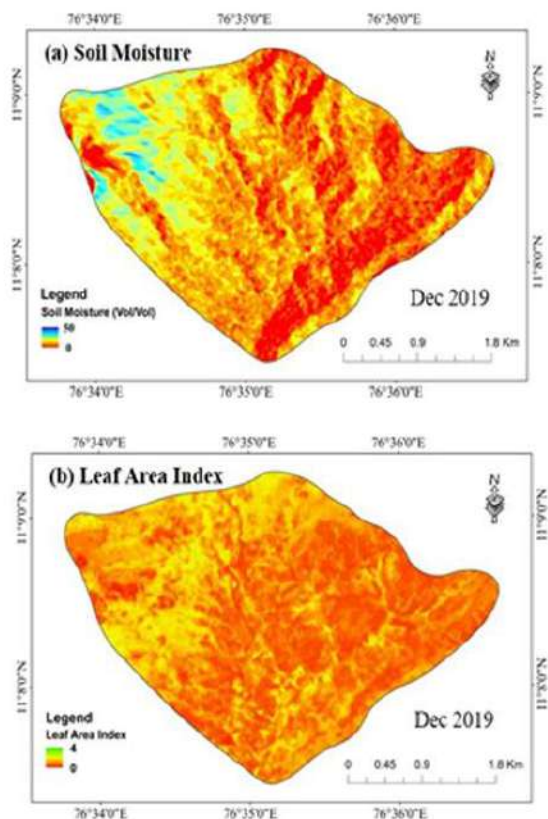 76°34'0"E 76°35'0"E 76°36'0"E
(a) Soil Moisture
N
11°9'0"N 11°9'0"N
11°8'0"N 11°8'0"N
Legend
Soil Moisture (Vol/Vol)
50
0
Dec 2019
0 0.45 0.9 1.8 Km
76°34'0"E 76°35'0"E 76°36'0"E
76°34'0"E 76°35'0"E 76°36'0"E
(b) Leaf Area Index
N
11°9'0"N 11°9'0"N
11°8'0"N 11°8'0"N
Legend
Leaf Area Index
4
0
Dec 2019
0 0.45 0.9 1.8 Km
76°34'0"E 76°35'0"E 76°36'0"E